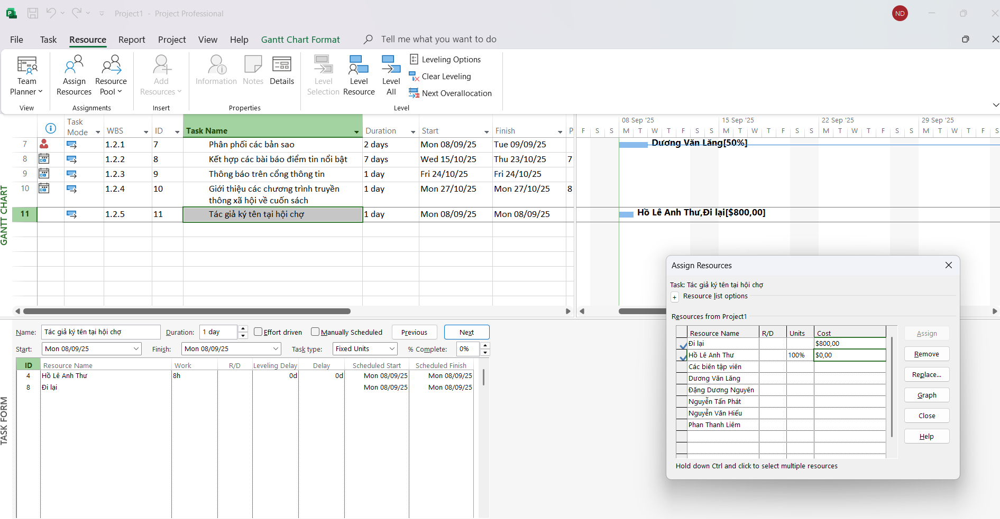 Project1 - Project Professional
ND
File Task Resource Report Project View Help Gantt Chart Format Tell me what you want to do
Team Planner
Assign Resources
Resource Pool
Add Resources
Information
Notes
Details
Level Selection
Level Resource
Level All
Leveling Options
Clear Leveling
Next Overallocation
View
Assignments
Insert
Properties
Level
GANTT CHART
Task Mode WBS ID Task Name Duration Start Finish P
7 1.2.1 7 Phân phối các bản sao 2 days Mon 08/09/25 Tue 09/09/25
8 1.2.2 8 Kết hợp các bài báo điểm tin nổi bật 7 days Wed 15/10/25 Thu 23/10/25 7
9 1.2.3 9 Thông báo trên cổng thông tin 1 day Fri 24/10/25 Fri 24/10/25
10 1.2.4 10 Giới thiệu các chương trình truyền thông xã hội về cuốn sách 1 day Mon 27/10/25 Mon 27/10/25 8
11 1.2.5 11 Tác giả ký tên tại hội chợ 1 day Mon 08/09/25 Mon 08/09/25
08 Sep '25 15 Sep '25 22 Sep '25 29 Sep '25
F S S M T W T F S S M T W T F S S M T W T F S S M T W T F S
Dương Văn Lăng[50%]
Hồ Lê Anh Thư,Đi lại[$800,00]
TASK FORM
Name: Tác giả ký tên tại hội chợ Duration: 1 day Effort driven Manually Scheduled Previous Next
Start: Mon 08/09/25 Finish: Mon 08/09/25 Task type: Fixed Units % Complete: 0%
ID Resource Name Work R/D Leveling Delay Delay Scheduled Start Scheduled Finish
4 Hồ Lê Anh Thư 8h 0d 0d Mon 08/09/25 Mon 08/09/25
8 Đi lại Mon 08/09/25 Mon 08/09/25
Assign Resources
Task: Tác giả ký tên tại hội chợ
+ Resource list options
Resources from Project1
Resource Name R/D Units Cost
Đi lại $800,00
Hồ Lê Anh Thư 100% $0,00
Các biên tập viên
Dương Văn Lăng
Đặng Dương Nguyên
Nguyễn Tấn Phát
Nguyễn Văn Hiếu
Phan Thanh Liêm
Assign
Remove
Replace...
Graph
Close
Help
Hold down Ctrl and click to select multiple resources